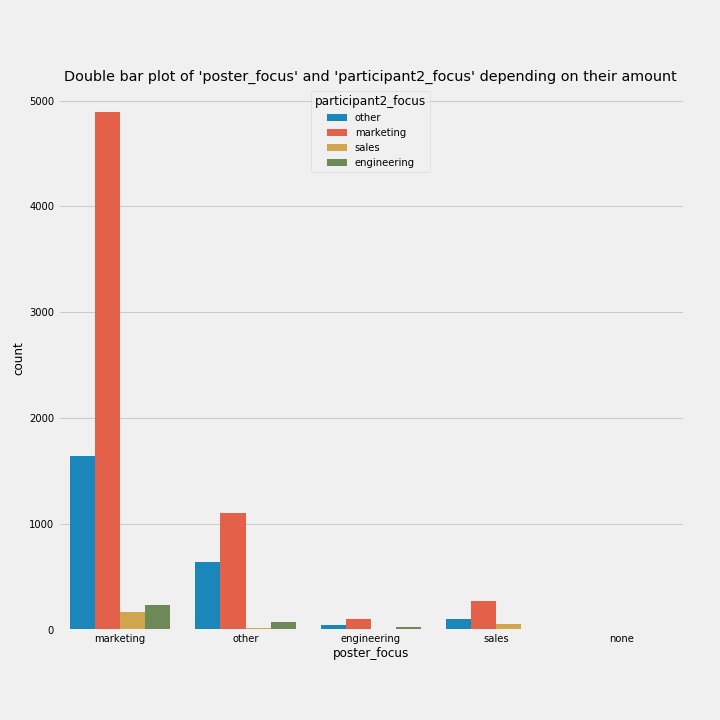 Double bar plot of 'poster_focus' and 'participant2_focus' depending on their amount
participant2_focus
other
marketing
sales
engineering
5000
4000
3000
2000
1000
0
count
marketing
other
engineering
sales
none
poster_focus